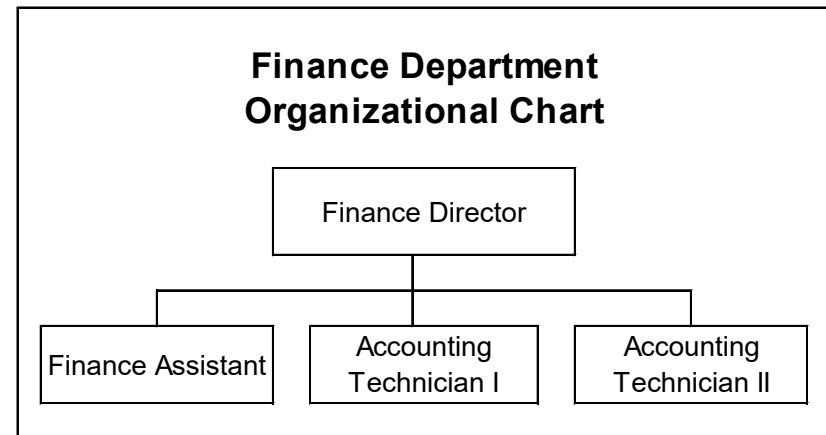 Finance Department
Organizational Chart
Finance Director
Finance Assistant
Accounting
Technician I
Accounting
Technician II